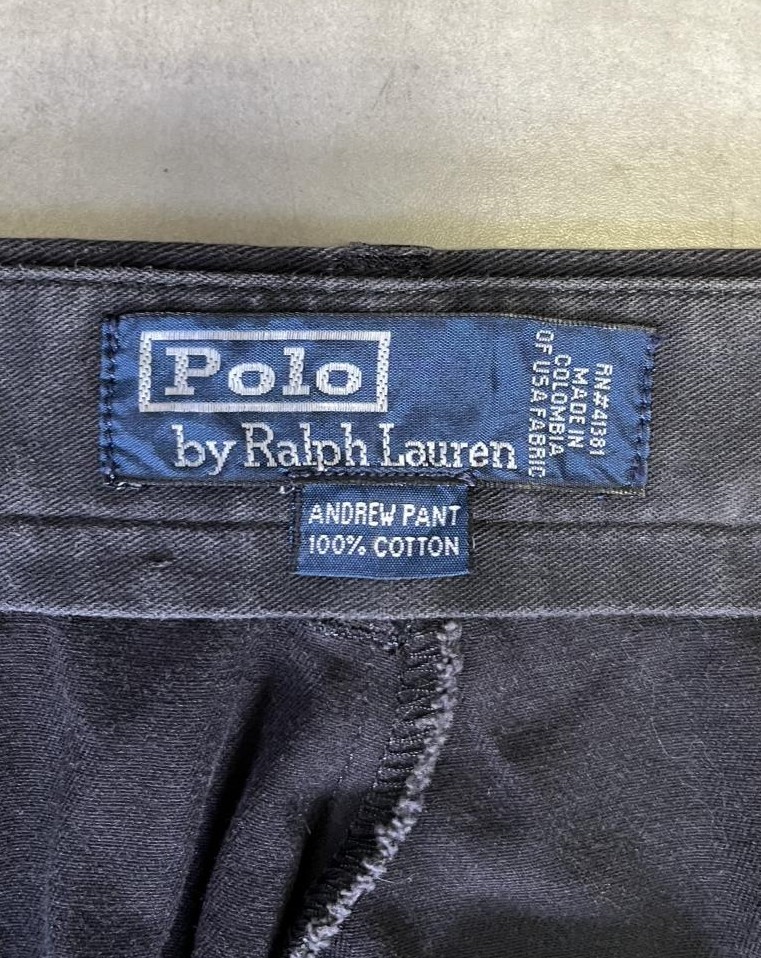 Polo
by Ralph Lauren
RN#41381
MADE IN
COLOMBIA
OF USA FABRIC
ANDREW PANT
100% COTTON